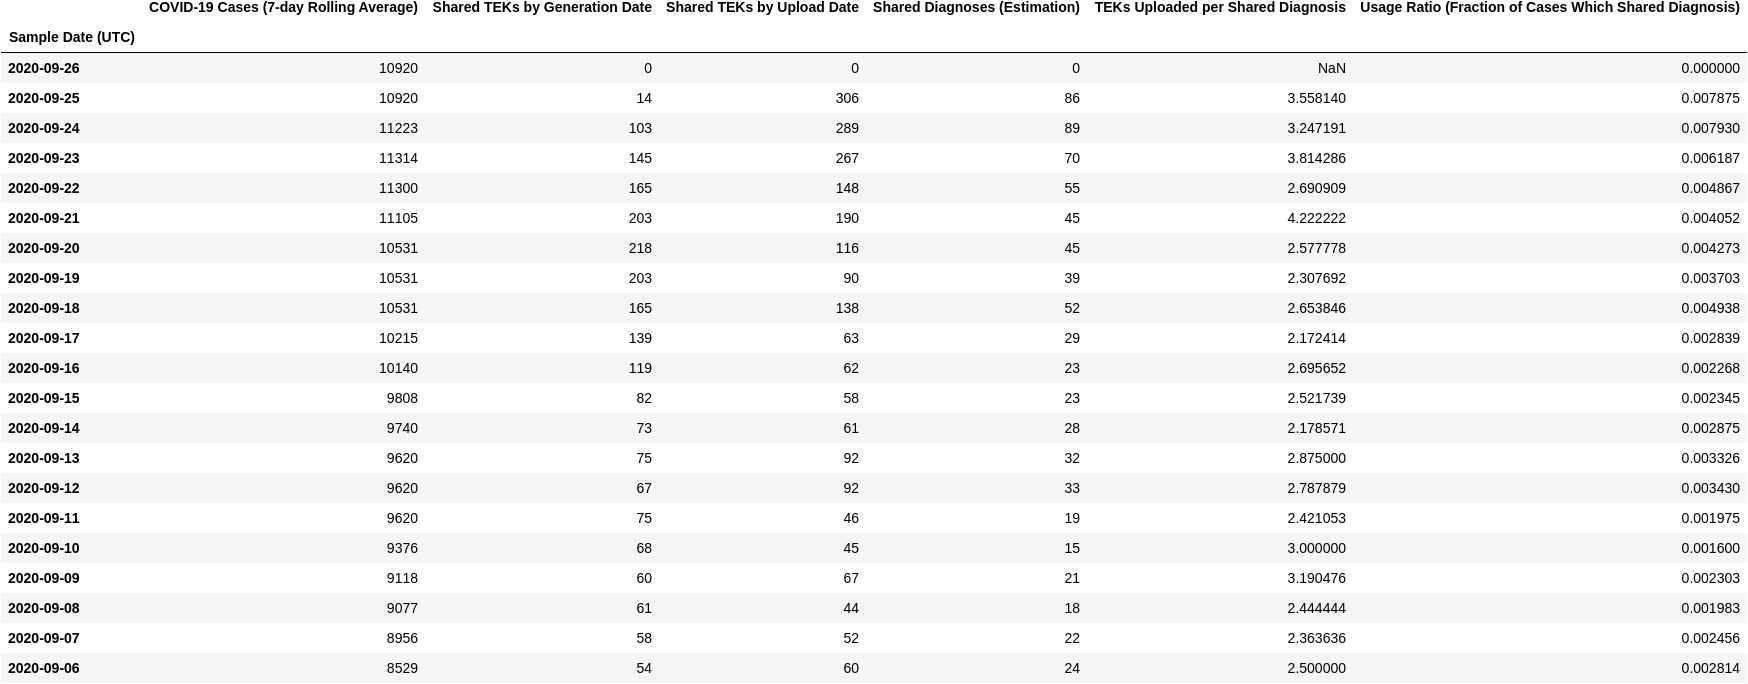 COVID-19 Cases (7-day Rolling Average) Shared TEKs by Generation Date Shared TEKs by Upload Date Shared Diagnoses (Estimation) TEKs Uploaded per Shared Diagnosis Usage Ratio (Fraction of Cases Which Shared Diagnosis)
Sample Date (UTC)
2020-09-26 10920 0 0 0 NaN 0.000000
2020-09-25 10920 14 306 86 3.558140 0.007875
2020-09-24 11223 103 289 89 3.247191 0.007930
2020-09-23 11314 145 267 70 3.814286 0.006187
2020-09-22 11300 165 148 55 2.690909 0.004867
2020-09-21 11105 203 190 45 4.222222 0.004052
2020-09-20 10531 218 116 45 2.577778 0.004273
2020-09-19 10531 203 90 39 2.307692 0.003703
2020-09-18 10531 165 138 52 2.653846 0.004938
2020-09-17 10215 139 63 29 2.172414 0.002839
2020-09-16 10140 119 62 23 2.695652 0.002268
2020-09-15 9808 82 58 23 2.521739 0.002345
2020-09-14 9740 73 61 28 2.178571 0.002875
2020-09-13 9620 75 92 32 2.875000 0.003326
2020-09-12 9620 67 92 33 2.787879 0.003430
2020-09-11 9620 75 46 19 2.421053 0.001975
2020-09-10 9376 68 45 15 3.000000 0.001600
2020-09-09 9118 60 67 21 3.190476 0.002303
2020-09-08 9077 61 44 18 2.444444 0.001983
2020-09-07 8956 58 52 22 2.363636 0.002456
2020-09-06 8529 54 60 24 2.500000 0.002814